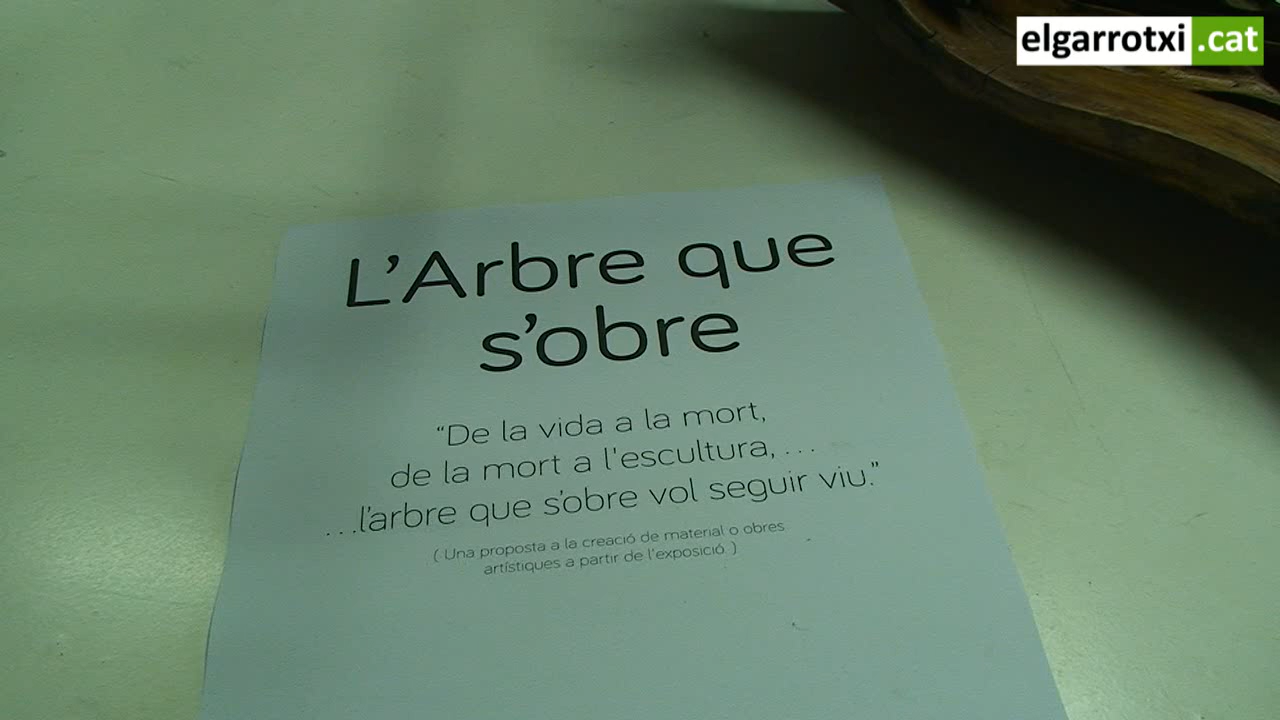 elgarrotxi.cat
L'Arbre que
s'obre
“De la vida a la mort,
de la mort a l'escultura, ...
...l'arbre que s'obre vol seguir viu.”
( Una proposta a la creació de material o obres
artístiques a partir de l'exposició. )